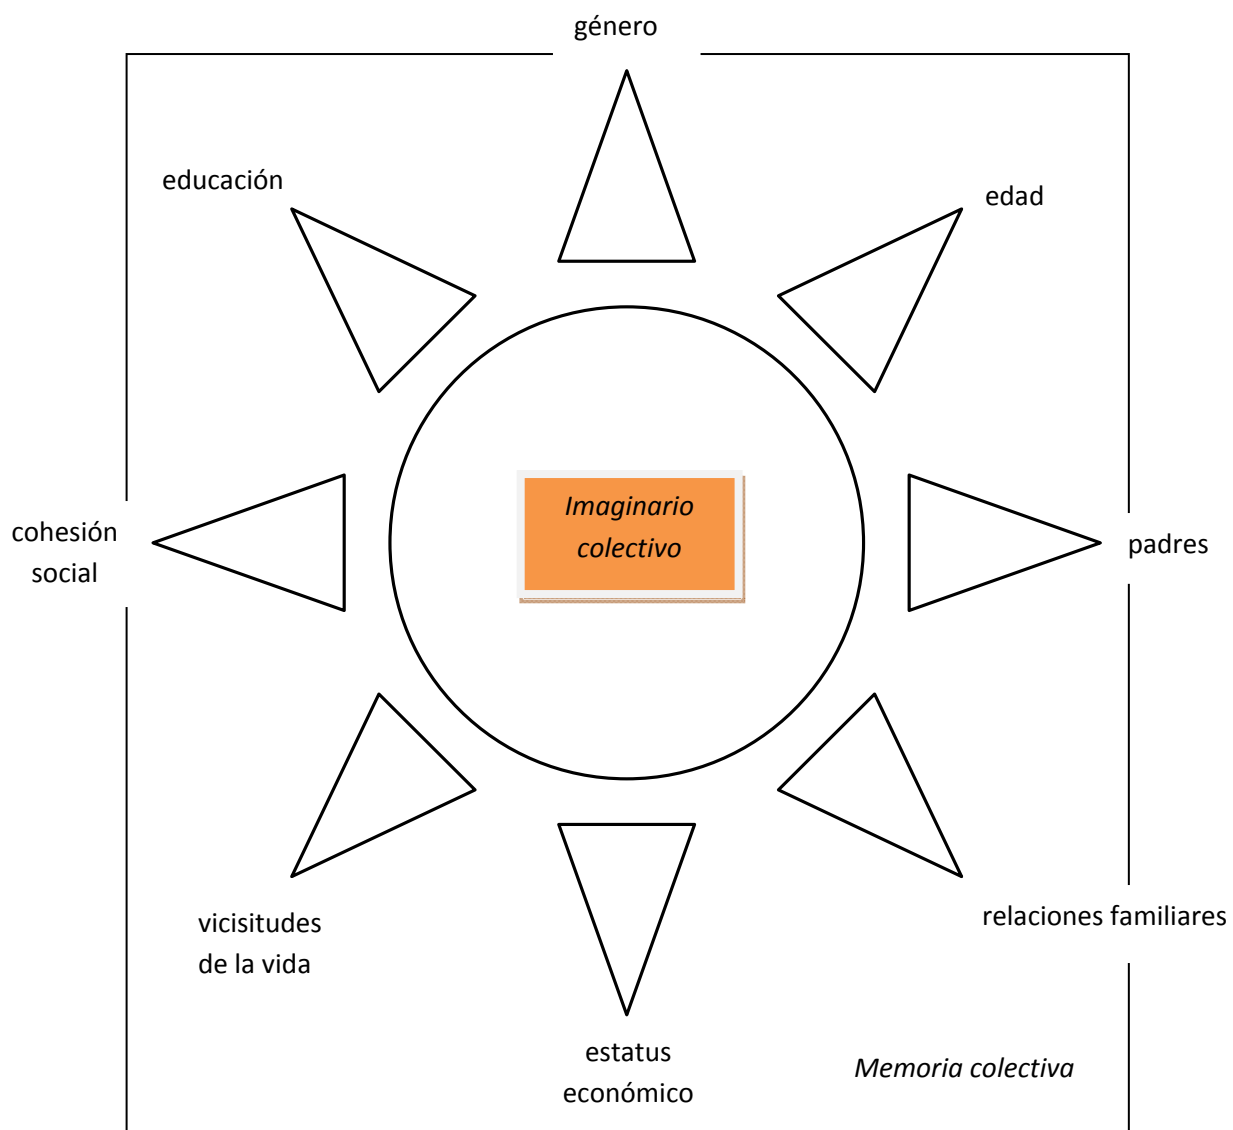 género
educación
edad
Imaginario
colectivo
cohesión
social
padres
vicisitudes
de la vida
relaciones familiares
estatus
económico
Memoria colectiva